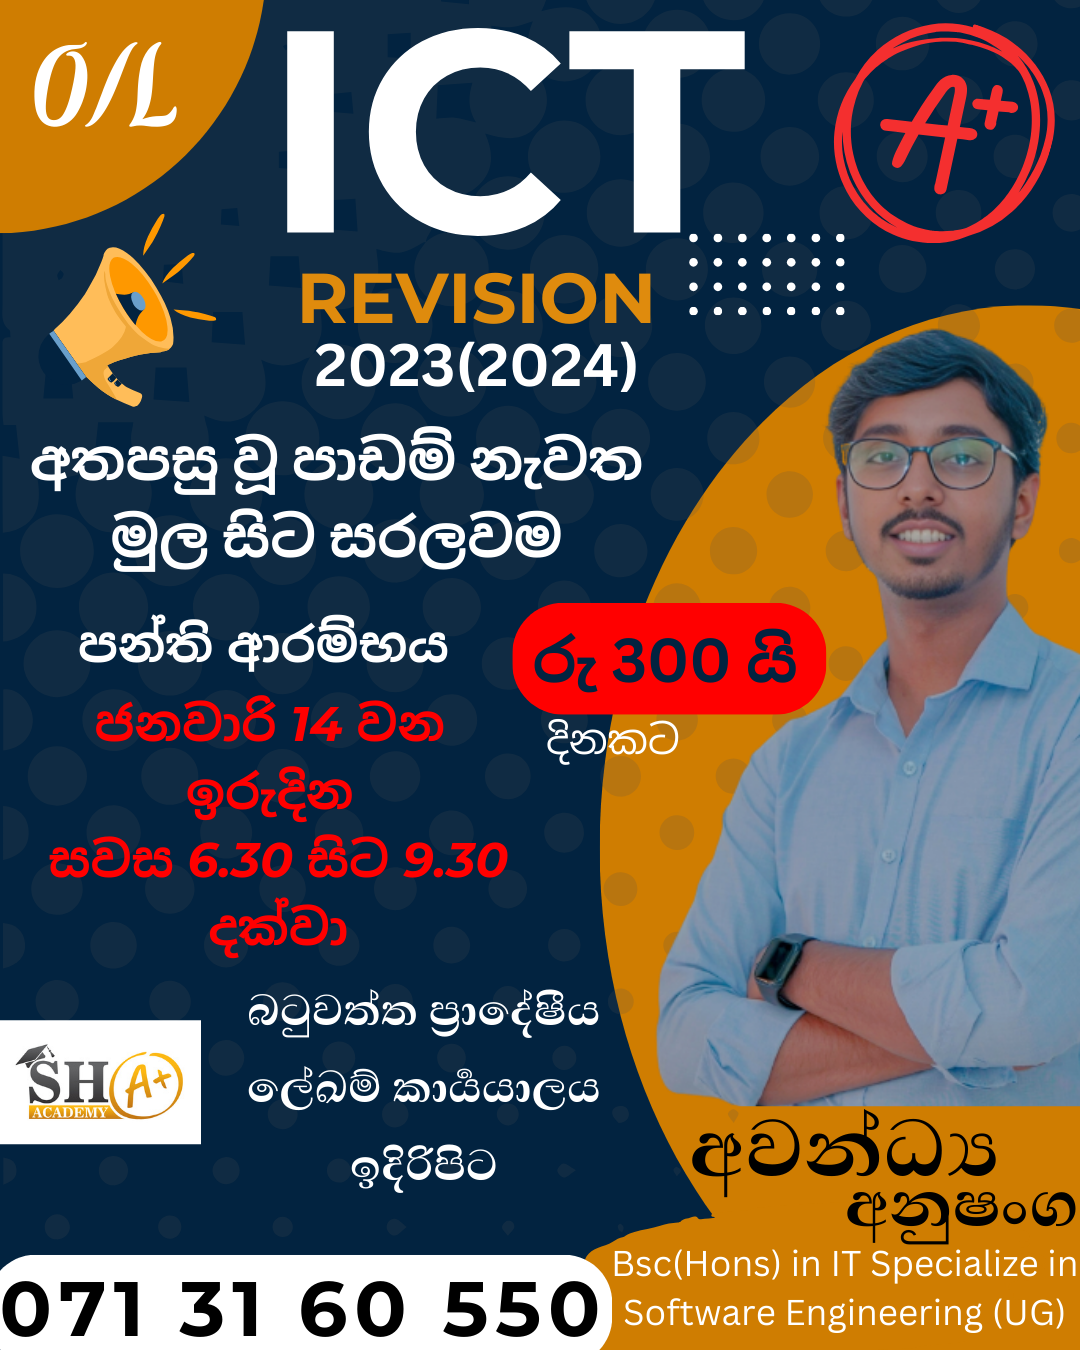 O/L
ICT
A+
REVISION
2023(2024)
අතපසු වූ පාඩම් නැවත
මුල සිට සරලවම
පන්ති ආරම්භය
රු 300 යි
දිනකට
ජනවාරි 14 වන
ඉරුදින
සවස 6.30 සිට 9.30
දක්වා
බටුවත්ත ප්‍රාදේෂීය
ලේඛම් කාර්‍යයාලය
ඉදිරිපිට
SH A+
ACADEMY
අවන්ධ්‍ය
අනුෂංග
Bsc(Hons) in IT Specialize in
Software Engineering (UG)
071 31 60 550